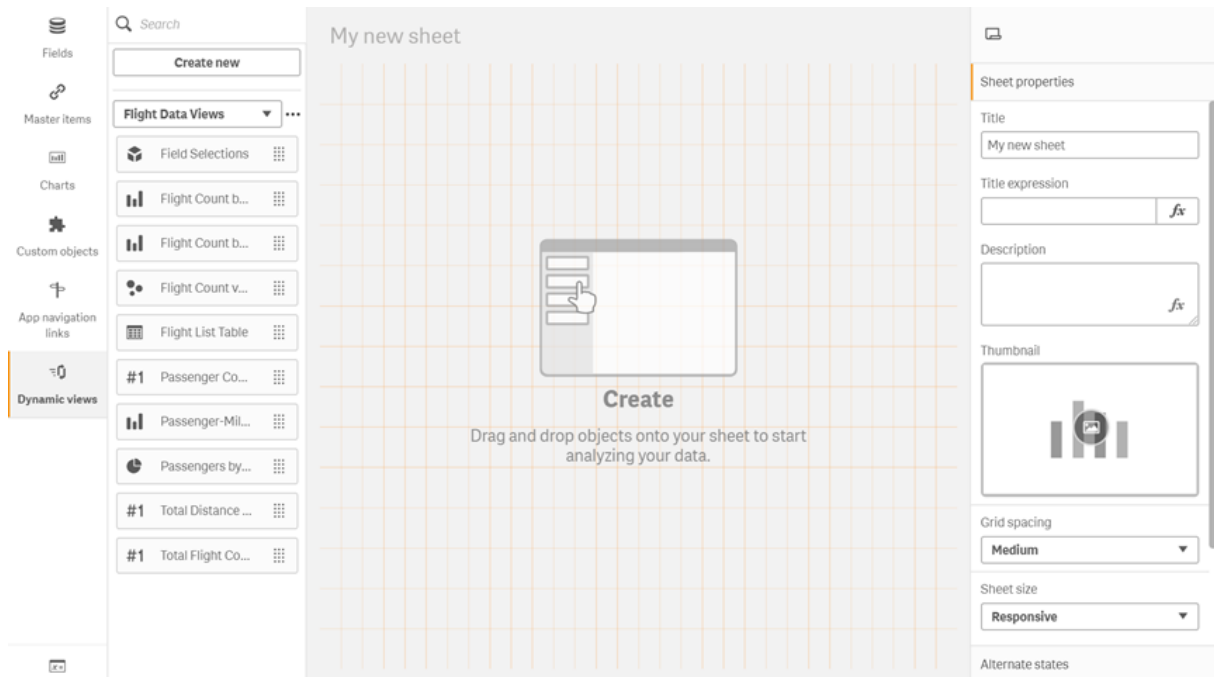 Fields
Master items
Charts
Custom objects
App navigation
links
Dynamic views
Search
Create new
Flight Data Views
Field Selections
Flight Count b...
Flight Count b...
Flight Count v...
Flight List Table
#1 Passenger Co...
Passenger-Mil...
Passengers by...
#1 Total Distance ...
#1 Total Flight Co...
My new sheet
Create
Drag and drop objects onto your sheet to start
analyzing your data.
Sheet properties
Title
My new sheet
Title expression
fx
Description
fx
Thumbnail
Grid spacing
Medium
Sheet size
Responsive
Alternate states